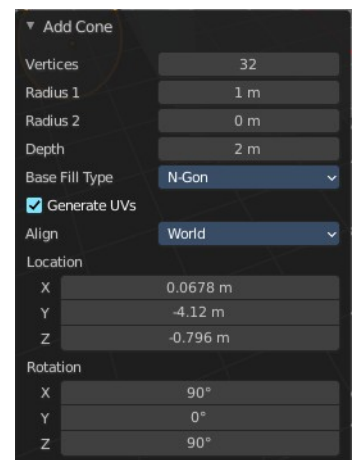 Add Cone
Vertices 32
Radius 1 1 m
Radius 2 0 m
Depth 2 m
Base Fill Type N-Gon
Generate UVs
Align World
Location
X 0.0678 m
Y -4.12 m
Z -0.796 m
Rotation
X 90°
Y 0°
Z 90°